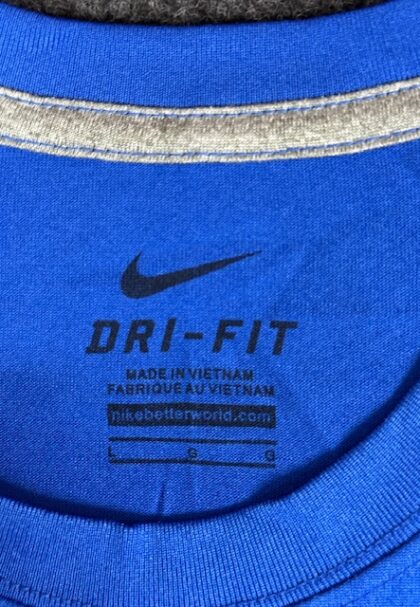 DRI-FIT
MADE IN VIETNAM
FABRIQUE AU VIETNAM
nikebetterworld.com
L G G